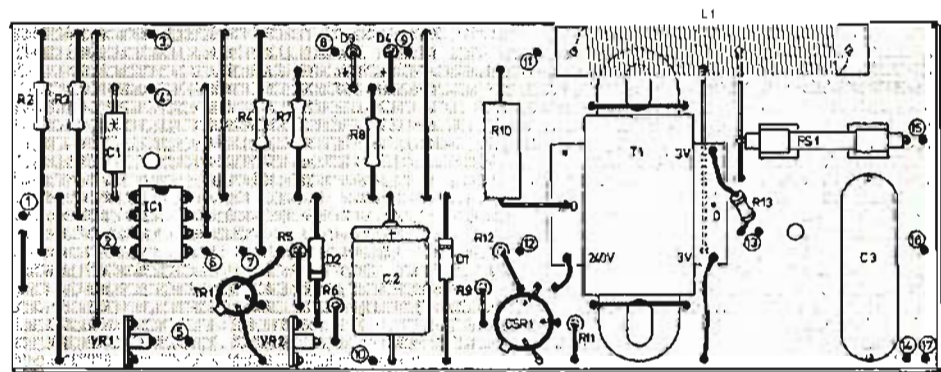 L1
8
D3
D4
9
3
11
R2
R3
4
C1
R4
R7
R8
R10
T1
3V
FS1
15
IC1
0
0
R13
1
2
6
7
R5
D2
C2
D1
R12
12
240V
3V
13
C3
16
TR1
R6
R9
CSR1
R11
VR1
5
VR2
10
14
17